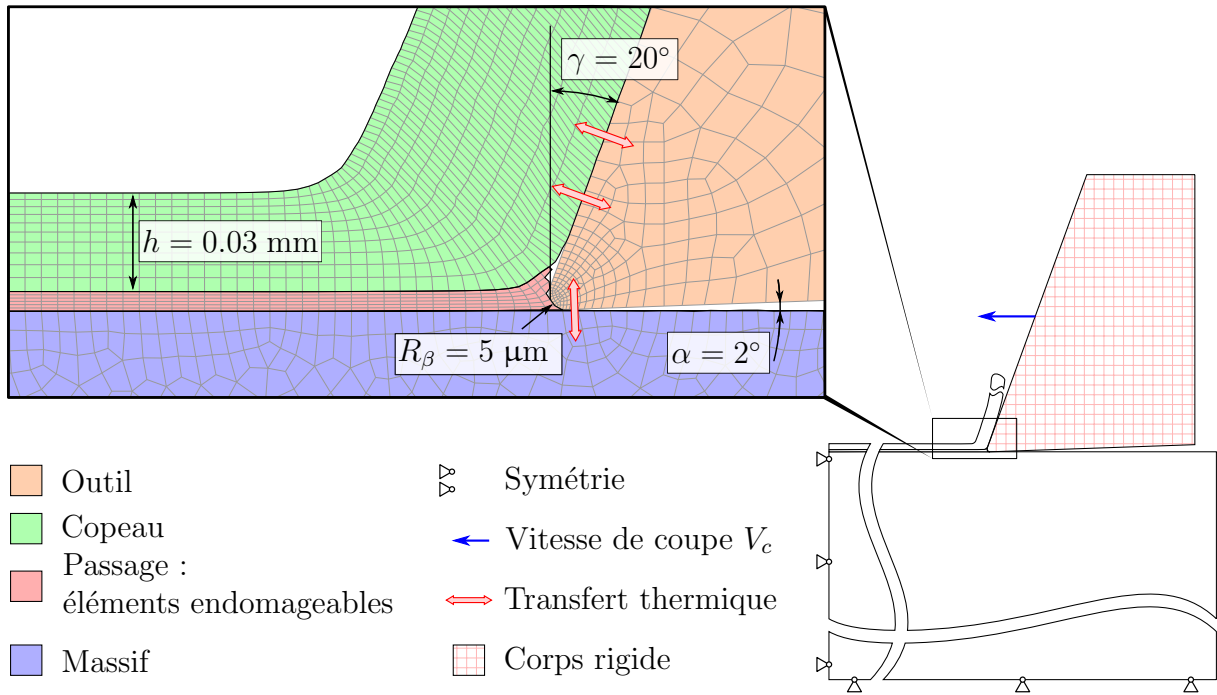 γ = 20°
h = 0.03 mm
R_β = 5 μm
α = 2°
Outil
Copeau
Passage :
éléments endomageables
Massif
Symétrie
Vitesse de coupe V_c
Transfert thermique
Corps rigide